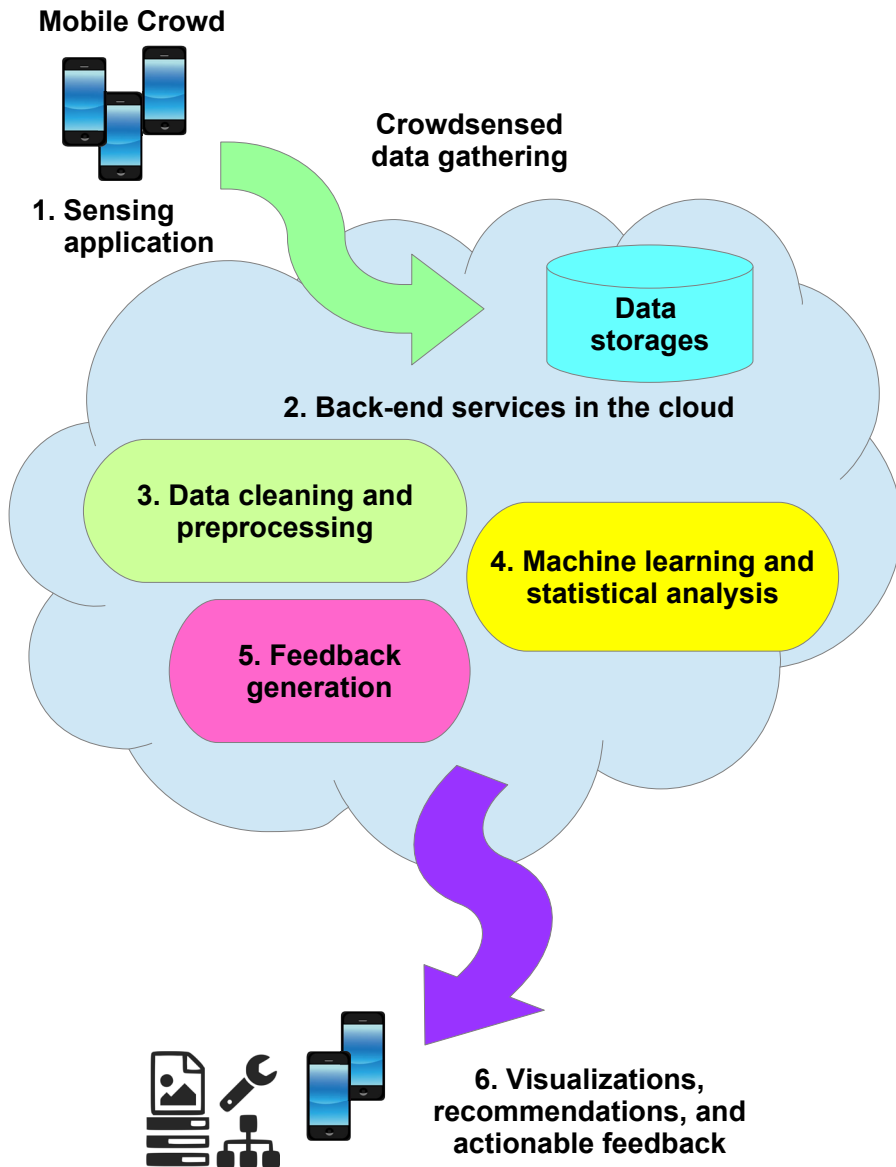 Mobile Crowd
1. Sensing
application
Crowdsensed
data gathering
Data
storages
2. Back-end services in the cloud
3. Data cleaning and
preprocessing
4. Machine learning and
statistical analysis
5. Feedback
generation
6. Visualizations,
recommendations, and
actionable feedback